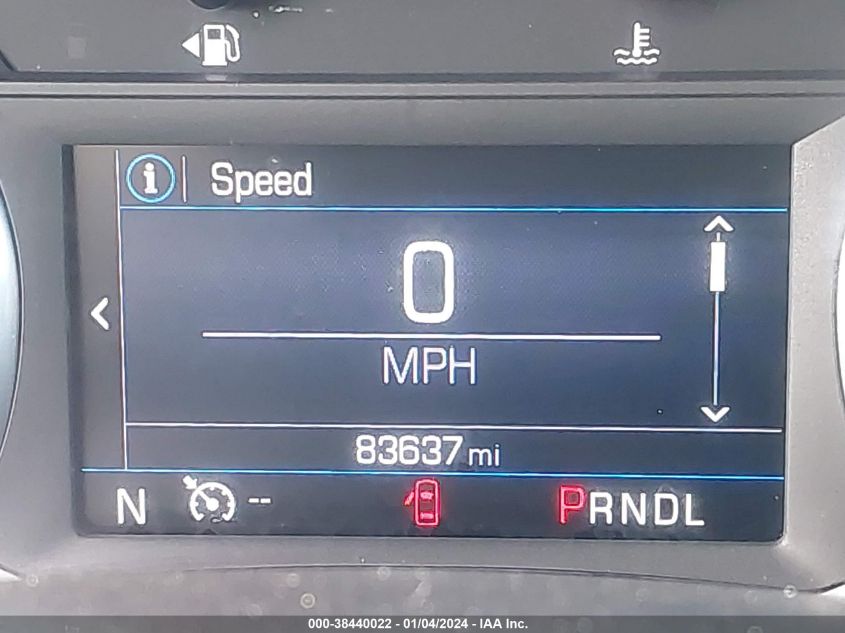 Speed
0
MPH
83637 mi
N -- PRNDL
000-38440022 - 01/04/2024 - IAA Inc.